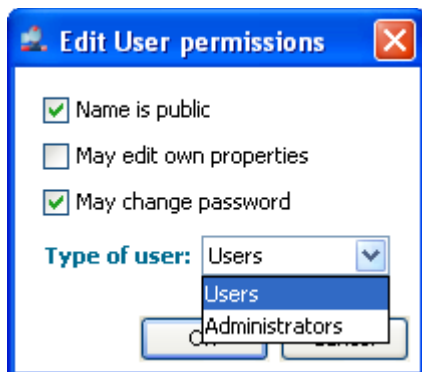 Edit User permissions
Name is public
May edit own properties
May change password
Type of user: Users
Users
Administrators